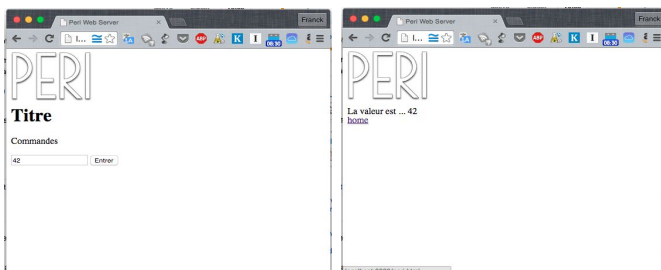 Peri Web Server
Franck
PERI
Titre
Commandes
42
Entrer
Peri Web Server
Franck
PERI
La valeur est ... 42
home